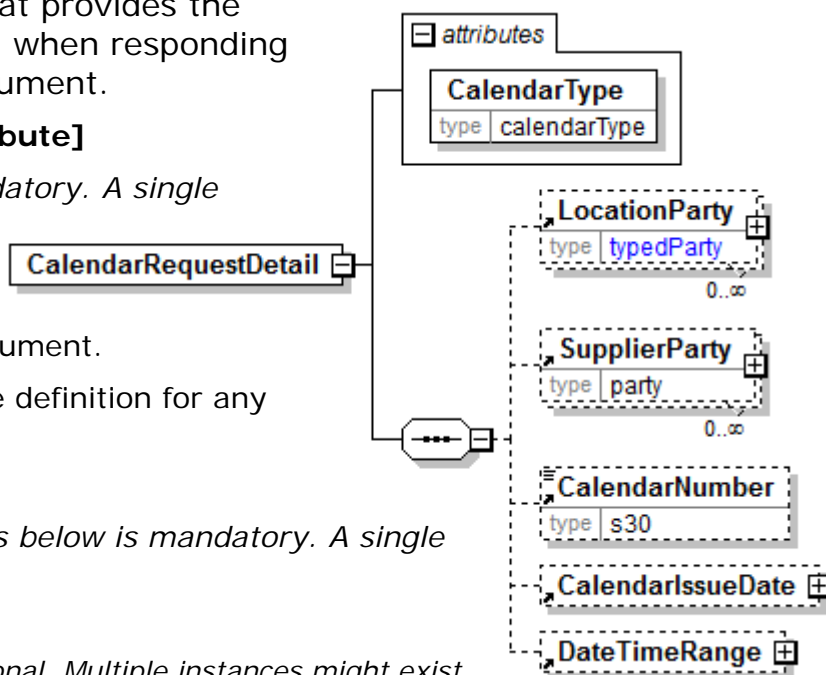 at provides the
when responding
ument.
bute]
datory. A single
ument.
e definition for any
s below is mandatory. A single
onal. Multiple instances might exist
attributes
CalendarType
type calendarType
CalendarRequestDetail
LocationParty
type typedParty
0..∞
SupplierParty
type party
0..∞
CalendarNumber
type s30
CalendarIssueDate
DateTimeRange